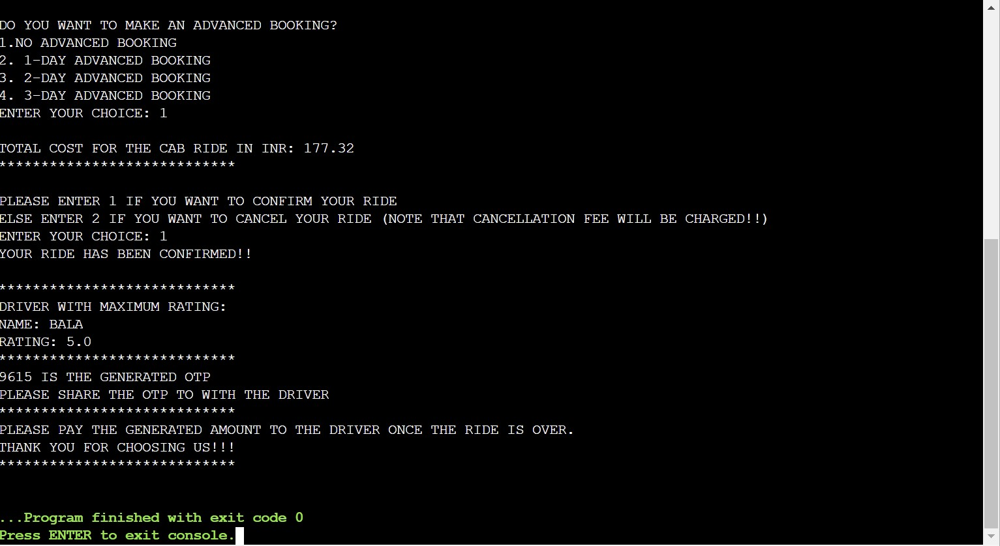 DO YOU WANT TO MAKE AN ADVANCED BOOKING?
1.NO ADVANCED BOOKING
2. 1-DAY ADVANCED BOOKING
3. 2-DAY ADVANCED BOOKING
4. 3-DAY ADVANCED BOOKING
ENTER YOUR CHOICE: 1
TOTAL COST FOR THE CAB RIDE IN INR: 177.32
****************************
PLEASE ENTER 1 IF YOU WANT TO CONFIRM YOUR RIDE
ELSE ENTER 2 IF YOU WANT TO CANCEL YOUR RIDE (NOTE THAT CANCELLATION FEE WILL BE CHARGED!!)
ENTER YOUR CHOICE: 1
YOUR RIDE HAS BEEN CONFIRMED!!
****************************
DRIVER WITH MAXIMUM RATING:
NAME: BALA
RATING: 5.0
****************************
9615 IS THE GENERATED OTP
PLEASE SHARE THE OTP TO WITH THE DRIVER
****************************
PLEASE PAY THE GENERATED AMOUNT TO THE DRIVER ONCE THE RIDE IS OVER.
THANK YOU FOR CHOOSING US!!!
****************************
...Program finished with exit code 0
Press ENTER to exit console.